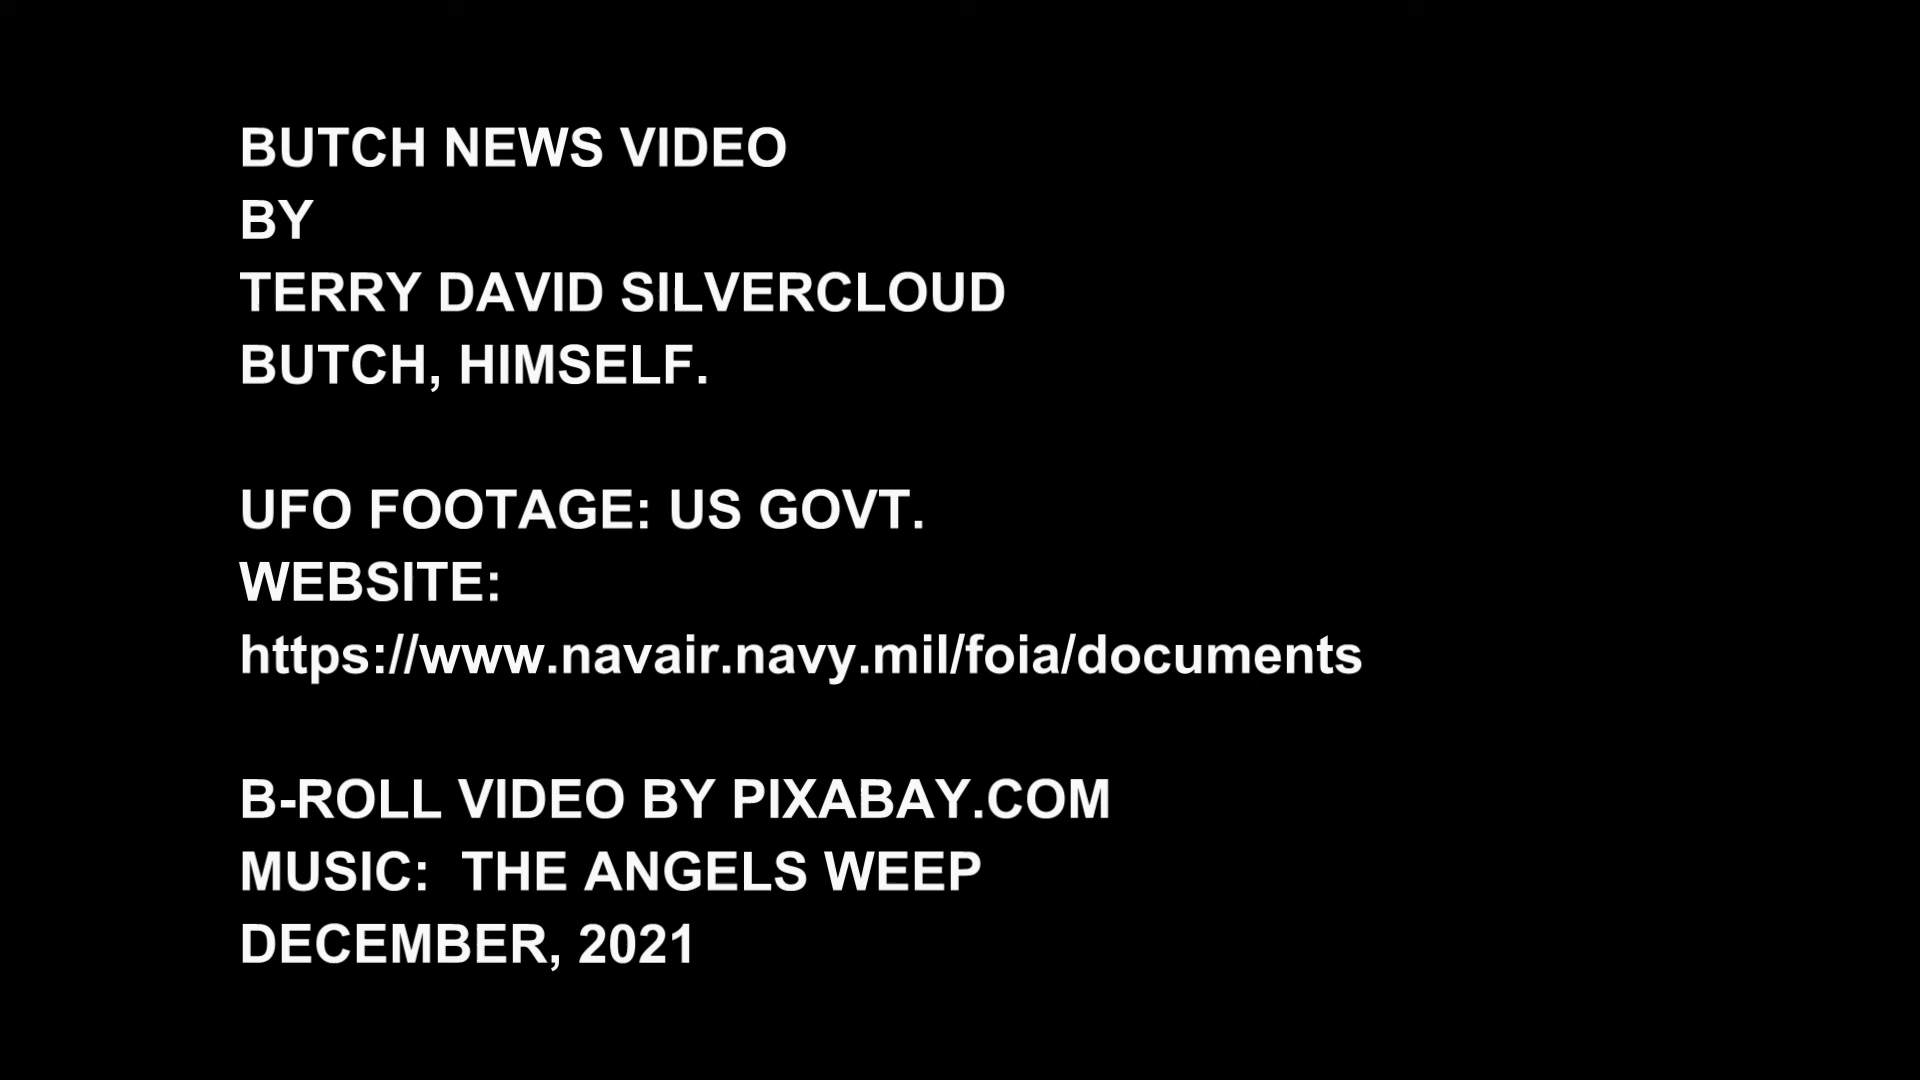 BUTCH NEWS VIDEO
BY
TERRY DAVID SILVERCLOUD
BUTCH, HIMSELF.
UFO FOOTAGE: US GOVT.
WEBSITE:
https://www.navair.navy.mil/foia/documents
B-ROLL VIDEO BY PIXABAY.COM
MUSIC:  THE ANGELS WEEP
DECEMBER, 2021